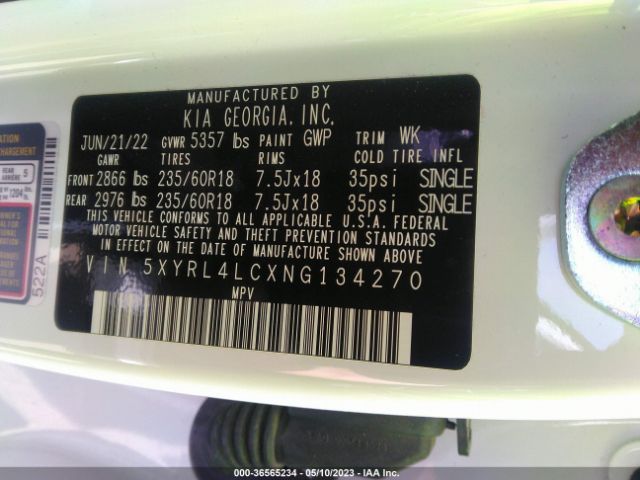 MANUFACTURED BY
KIA GEORGIA. INC.
JUN/21/22 GVWR 5357 lbs PAINT GWP TRIM WK
GAWR TIRES RIMS COLD TIRE INFL
FRONT 2866 lbs 235/60R18 7.5Jx18 35psi SINGLE
REAR 2976 lbs 235/60R18 7.5Jx18 35psi SINGLE
THIS VEHICLE CONFORMS TO ALL APPLICABLE U.S.A. FEDERAL
MOTOR VEHICLE SAFETY AND THEFT PREVENTION STANDARDS
IN EFFECT ON THE DATE OF MANUFACTURE SHOWN ABOVE
VIN 5XYRL4LCXNG134270
MPV
REAR
ARRIÈRE 5
522A
000-36565234 - 05/10/2023 - IAA Inc.